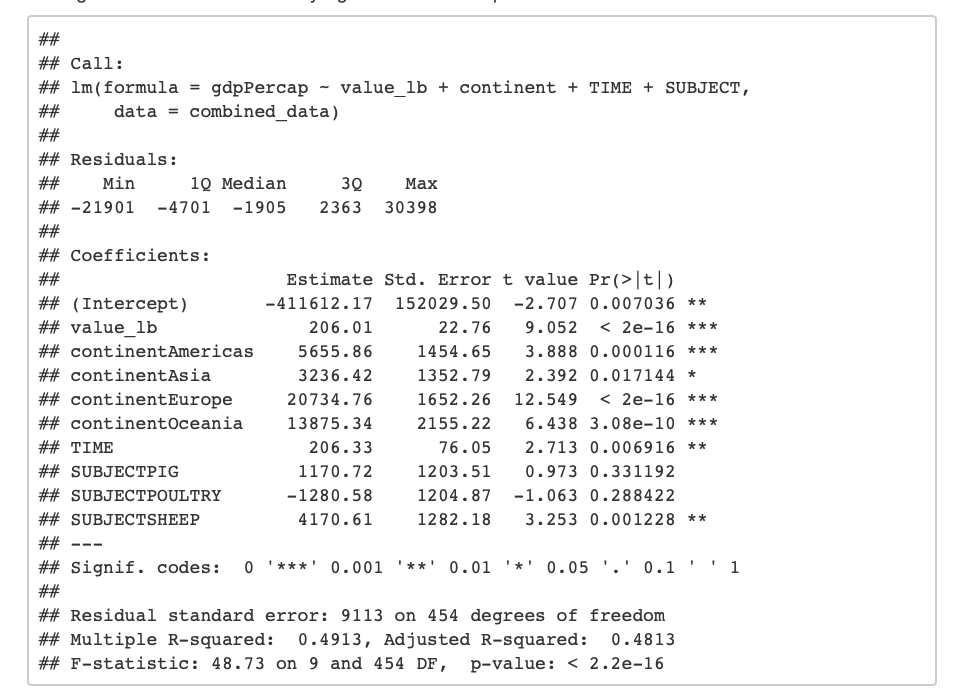 ##
## Call:
## lm(formula = gdpPercap ~ value_lb + continent + TIME + SUBJECT,
##     data = combined_data)
##
## Residuals:
##    Min     1Q Median     3Q    Max
## -21901  -4701  -1905   2363  30398
##
## Coefficients:
##                     Estimate Std. Error t value Pr(>|t|)
## (Intercept)       -411612.17  152029.50  -2.707 0.007036 **
## value_lb              206.01      22.76   9.052  < 2e-16 ***
## continentAmericas    5655.86    1454.65   3.888 0.000116 ***
## continentAsia        3236.42    1352.79   2.392 0.017144 *
## continentEurope     20734.76    1652.26  12.549  < 2e-16 ***
## continentOceania    13875.34    2155.22   6.438 3.08e-10 ***
## TIME                  206.33      76.05   2.713 0.006916 **
## SUBJECTPIG           1170.72    1203.51   0.973 0.331192
## SUBJECTPOULTRY      -1280.58    1204.87  -1.063 0.288422
## SUBJECTSHEEP         4170.61    1282.18   3.253 0.001228 **
## ---
## Signif. codes:  0 '***' 0.001 '**' 0.01 '*' 0.05 '.' 0.1 ' ' 1
##
## Residual standard error: 9113 on 454 degrees of freedom
## Multiple R-squared:  0.4913, Adjusted R-squared:  0.4813
## F-statistic: 48.73 on 9 and 454 DF,  p-value: < 2.2e-16